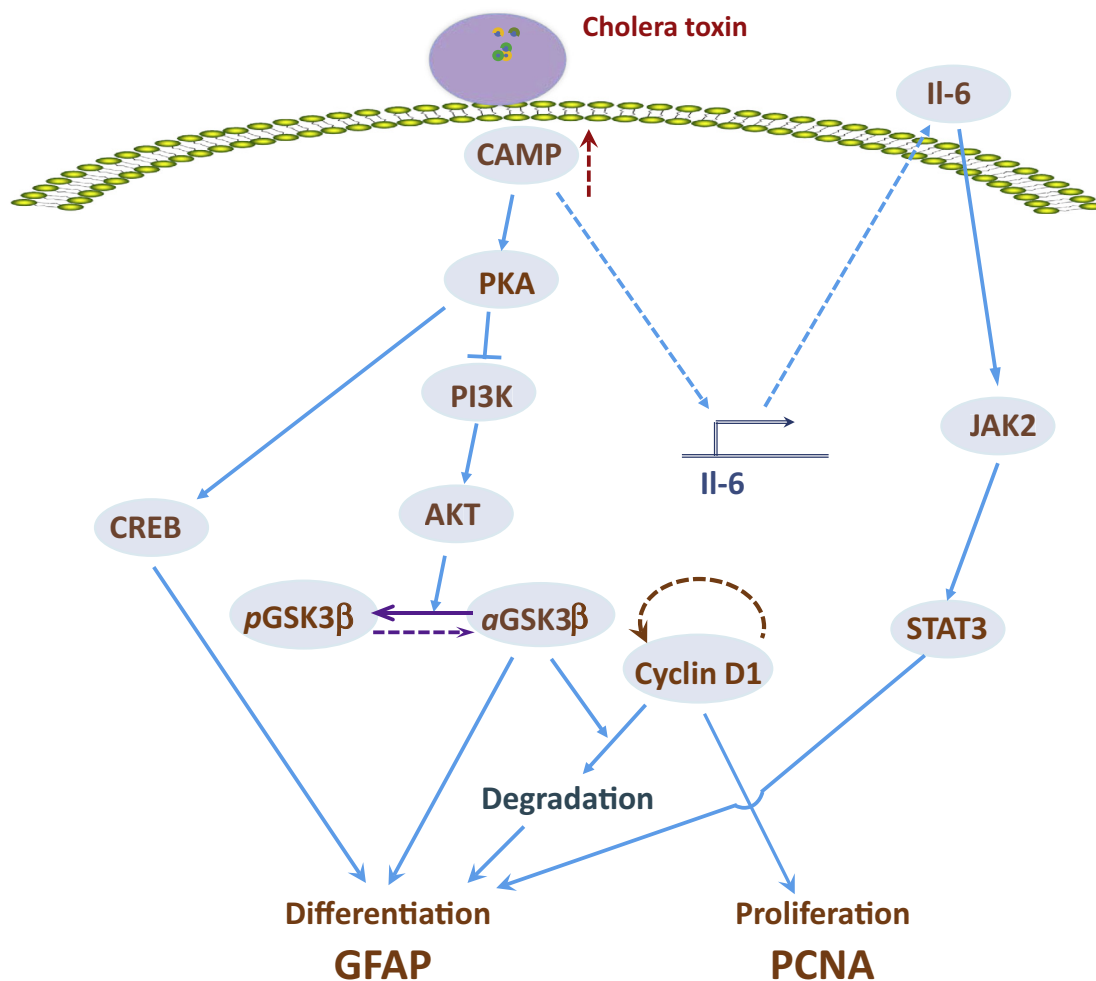 Cholera toxin
Il-6
CAMP
PKA
PI3K
JAK2
Il-6
AKT
CREB
pGSK3β
aGSK3β
STAT3
Cyclin D1
Degradation
Differentiation
Proliferation
GFAP
PCNA